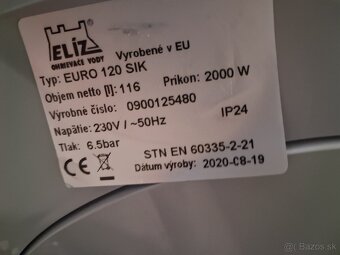 ELÍZ
OHRIEVAČE VODY
Vyrobené v EU
Typ: EURO 120 SIK
Objem netto [l]: 116
Príkon: 2000 W
Výrobné číslo: 0900125480
Napätie: 230V / ~50Hz
IP24
Tlak: 6.5bar
CE
STN EN 60335-2-21
Dátum výroby: 2020-08-19
bazos.sk